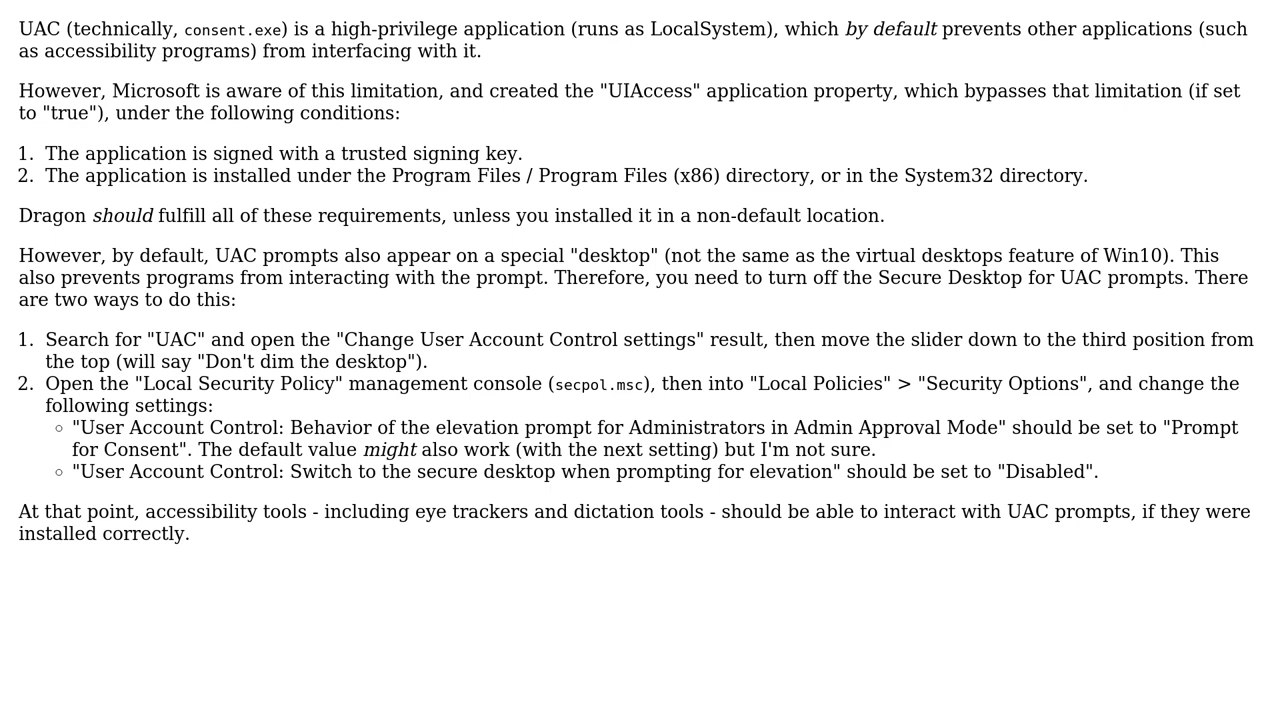 UAC (technically, consent.exe) is a high-privilege application (runs as LocalSystem), which by default prevents other applications (such
as accessibility programs) from interfacing with it.
However, Microsoft is aware of this limitation, and created the "UIAccess" application property, which bypasses that limitation (if set
to "true"), under the following conditions:
1. The application is signed with a trusted signing key.
2. The application is installed under the Program Files / Program Files (x86) directory, or in the System32 directory.
Dragon should fulfill all of these requirements, unless you installed it in a non-default location.
However, by default, UAC prompts also appear on a special "desktop" (not the same as the virtual desktops feature of Win10). This
also prevents programs from interacting with the prompt. Therefore, you need to turn off the Secure Desktop for UAC prompts. There
are two ways to do this:
1. Search for "UAC" and open the "Change User Account Control settings" result, then move the slider down to the third position from
the top (will say "Don't dim the desktop").
2. Open the "Local Security Policy" management console (secpol.msc), then into "Local Policies" > "Security Options", and change the
following settings:
◦ "User Account Control: Behavior of the elevation prompt for Administrators in Admin Approval Mode" should be set to "Prompt
for Consent". The default value might also work (with the next setting) but I'm not sure.
◦ "User Account Control: Switch to the secure desktop when prompting for elevation" should be set to "Disabled".
At that point, accessibility tools - including eye trackers and dictation tools - should be able to interact with UAC prompts, if they were
installed correctly.